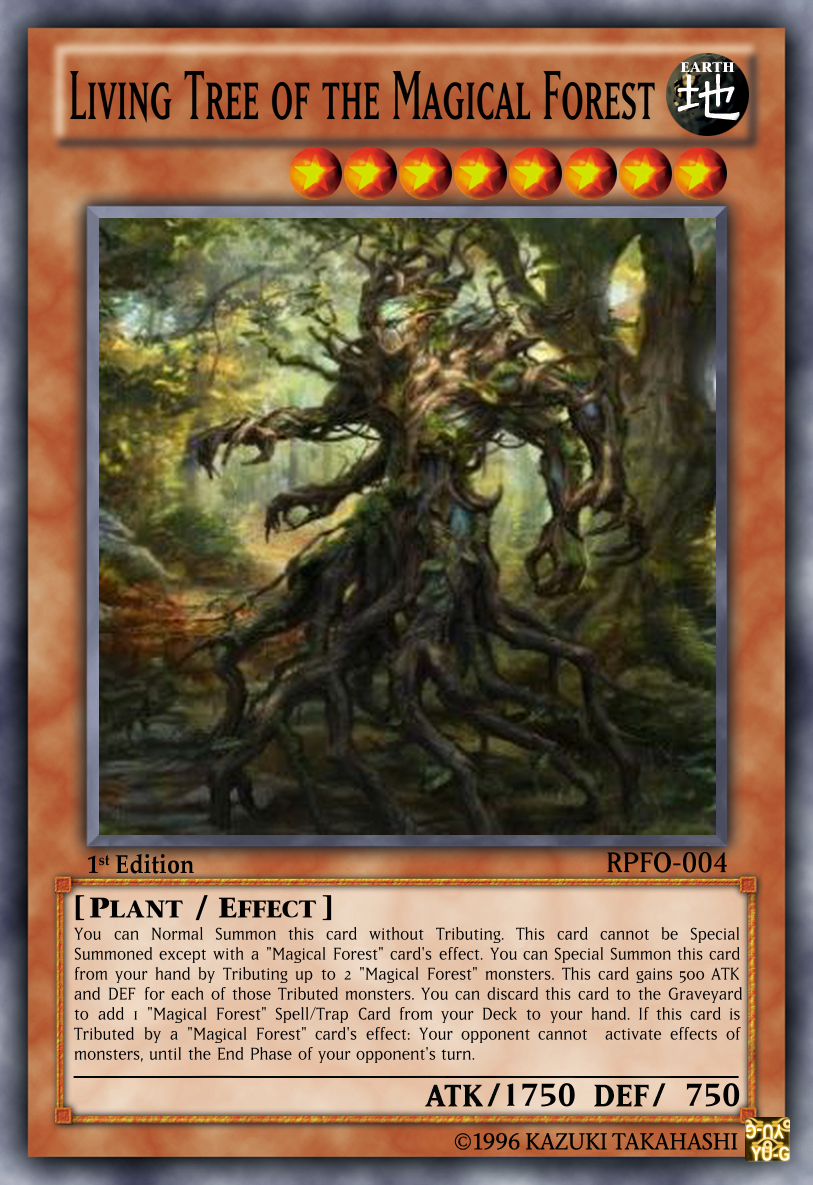 Living Tree of the Magical Forest
EARTH
地
1st Edition
RPFO-004
[ Plant / Effect ]
You can Normal Summon this card without Tributing. This card cannot be Special
Summoned except with a "Magical Forest" card's effect. You can Special Summon this card
from your hand by Tributing up to 2 "Magical Forest" monsters. This card gains 500 ATK
and DEF for each of those Tributed monsters. You can discard this card to the Graveyard
to add 1 "Magical Forest" Spell/Trap Card from your Deck to your hand. If this card is
Tributed by a "Magical Forest" card's effect: Your opponent cannot activate effects of
monsters, until the End Phase of your opponent's turn.
ATK/1750 DEF/ 750
©1996 KAZUKI TAKAHASHI